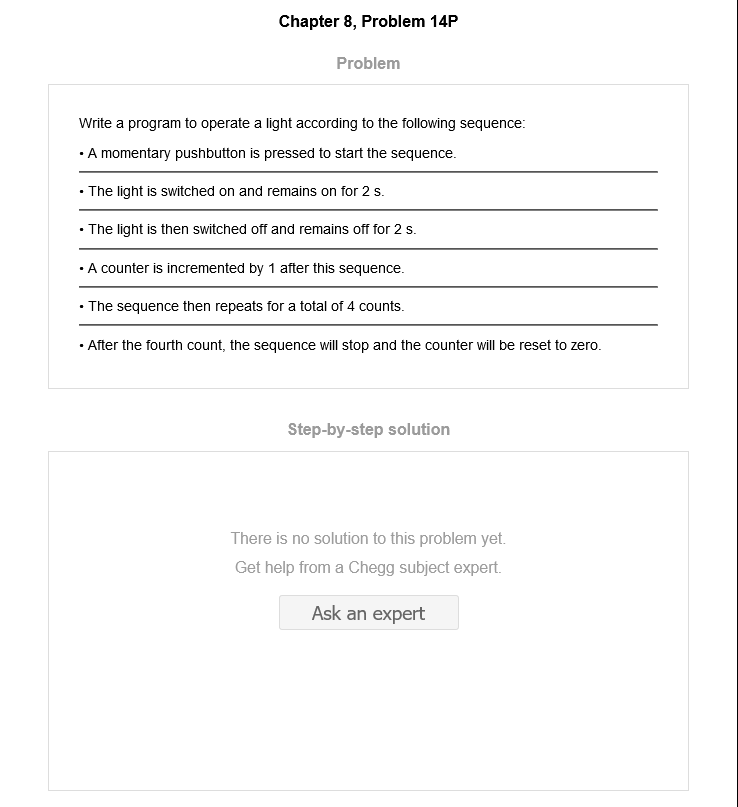 Chapter 8, Problem 14P
Problem
Write a program to operate a light according to the following sequence:
• A momentary pushbutton is pressed to start the sequence.
• The light is switched on and remains on for 2 s.
• The light is then switched off and remains off for 2 s.
• A counter is incremented by 1 after this sequence.
• The sequence then repeats for a total of 4 counts.
• After the fourth count, the sequence will stop and the counter will be reset to zero.
Step-by-step solution
There is no solution to this problem yet.
Get help from a Chegg subject expert.
Ask an expert